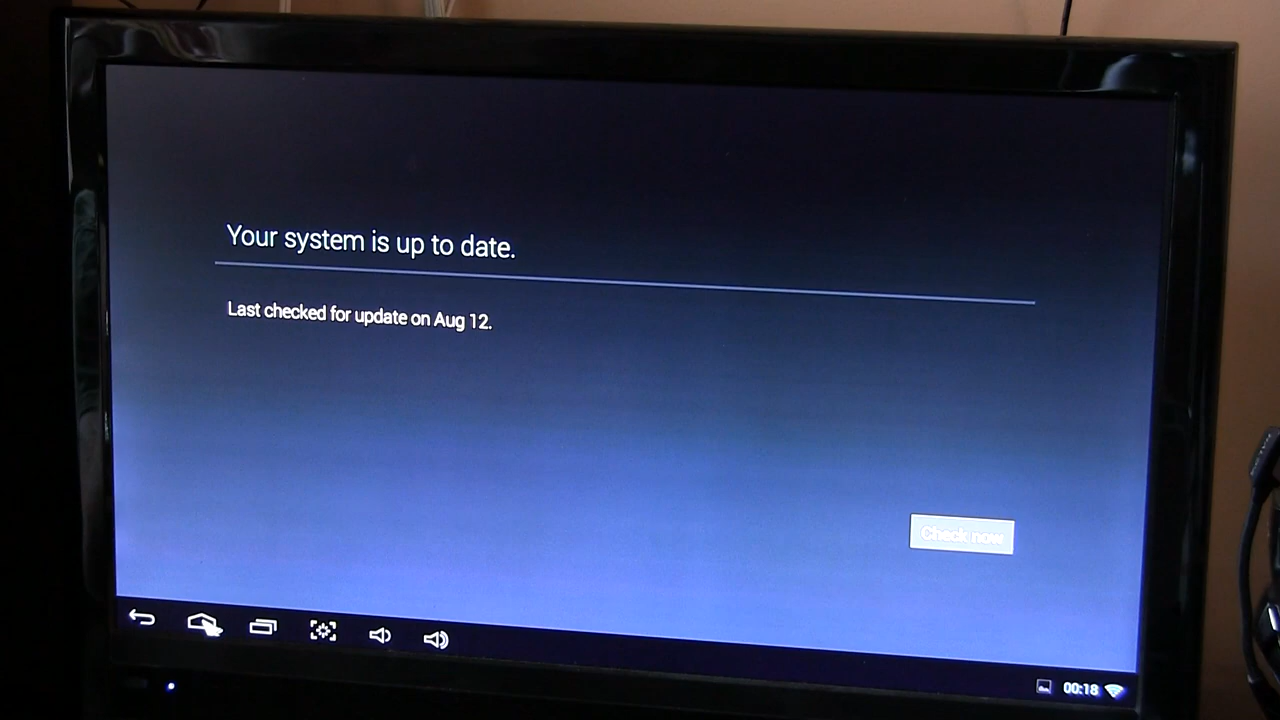 Your system is up to date.
Last checked for update on Aug 12.
Check now
00:18